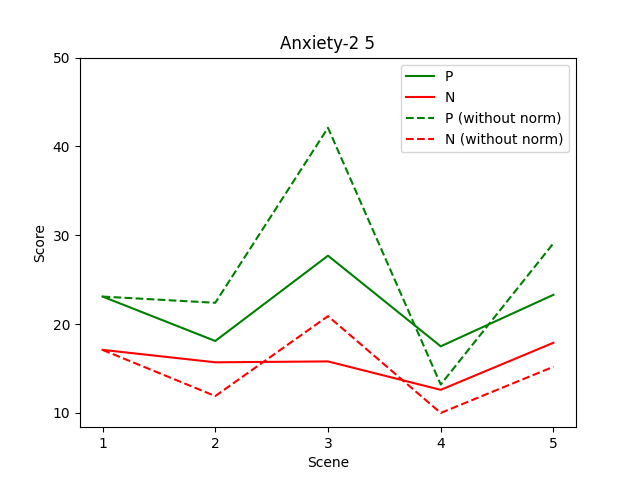 Anxiety-2 5
50
40
30
20
10
Score
P
N
P (without norm)
N (without norm)
1 2 3 4 5
Scene